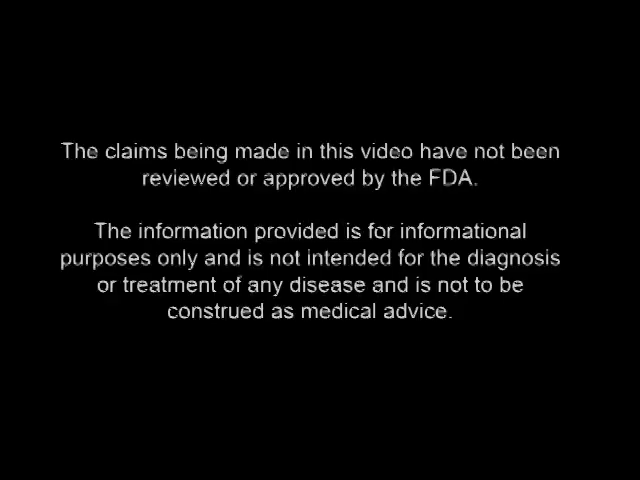 The claims being made in this video have not been
reviewed or approved by the FDA.
The information provided is for informational
purposes only and is not intended for the diagnosis
or treatment of any disease and is not to be
construed as medical advice.